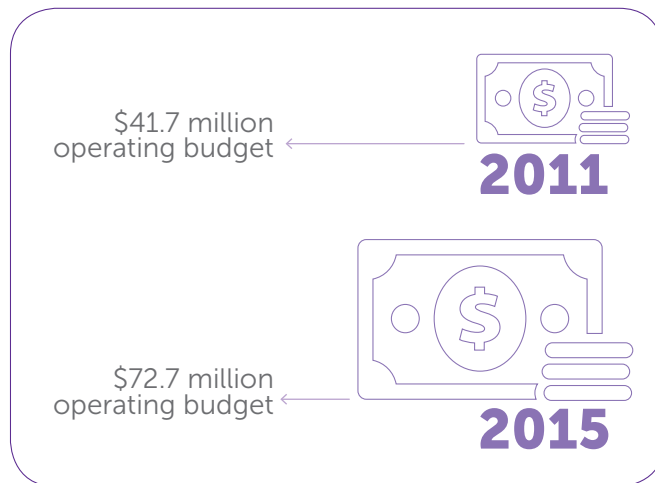 $41.7 million
operating budget
$
2011
$
$72.7 million
operating budget
2015